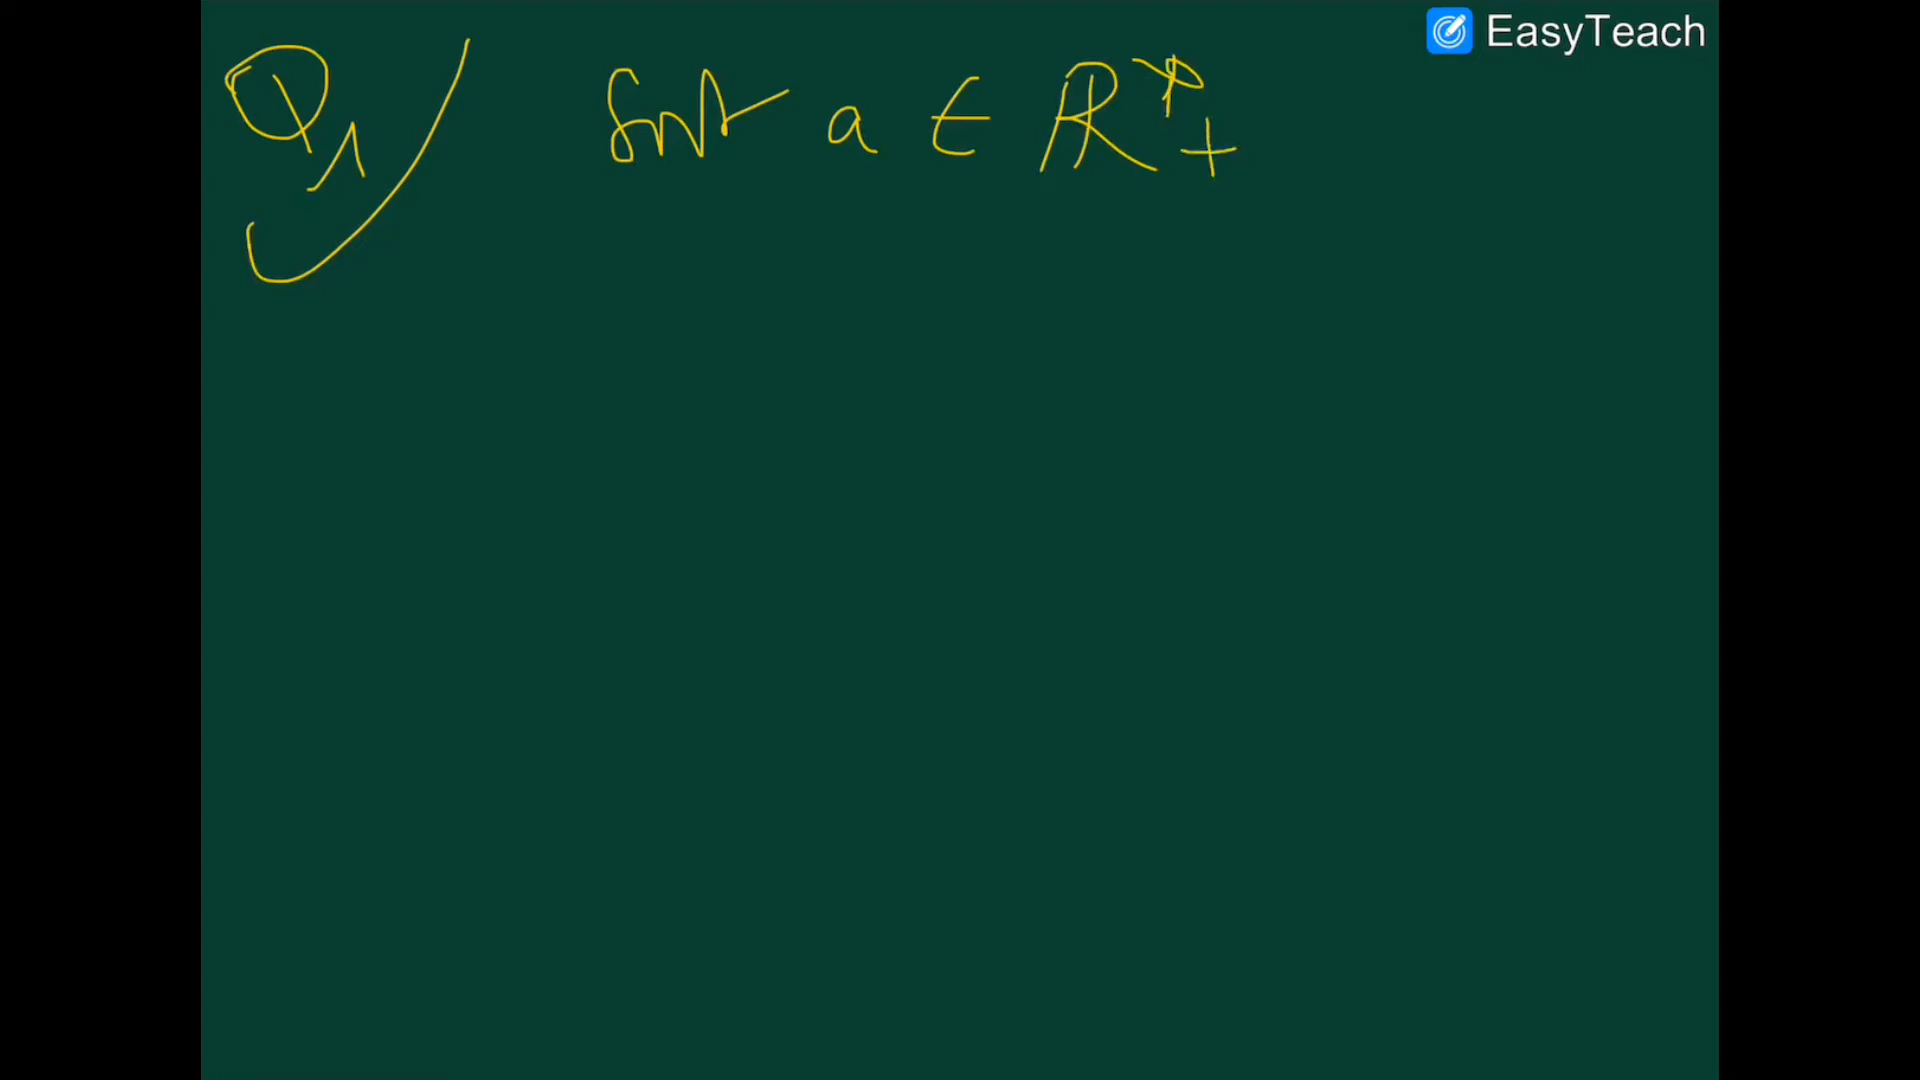 EasyTeach
Q1/ Soit a ∈ ℝ*+